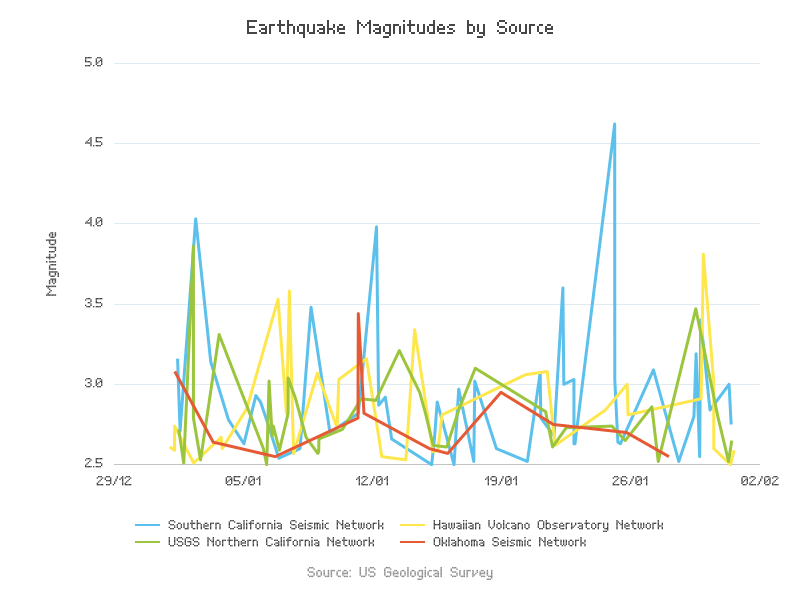 Earthquake Magnitudes by Source
5.0
4.5
4.0
3.5
3.0
2.5
Magnitude
29/12 05/01 12/01 19/01 26/01 02/02
Southern California Seismic Network Hawaiian Volcano Observatory Network
USGS Northern California Network Oklahoma Seismic Network
Source: US Geological Survey